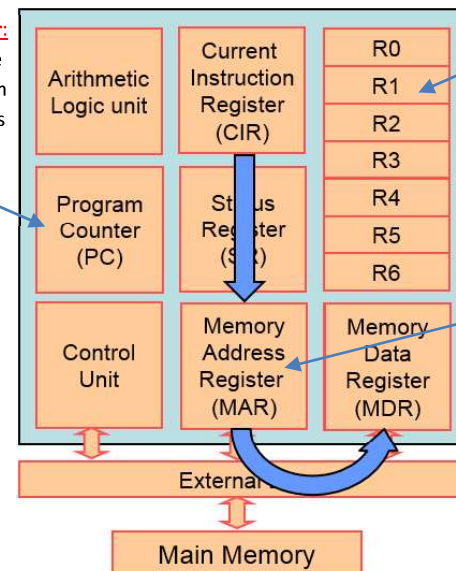 r:
e
n
s
Arithmetic
Logic unit
Current
Instruction
Register
(CIR)
R0
R1
R2
R3
R4
R5
R6
Program
Counter
(PC)
Register
Control
Unit
Memory
Address
Register
(MAR)
Memory
Data
Register
(MDR)
External
Main Memory